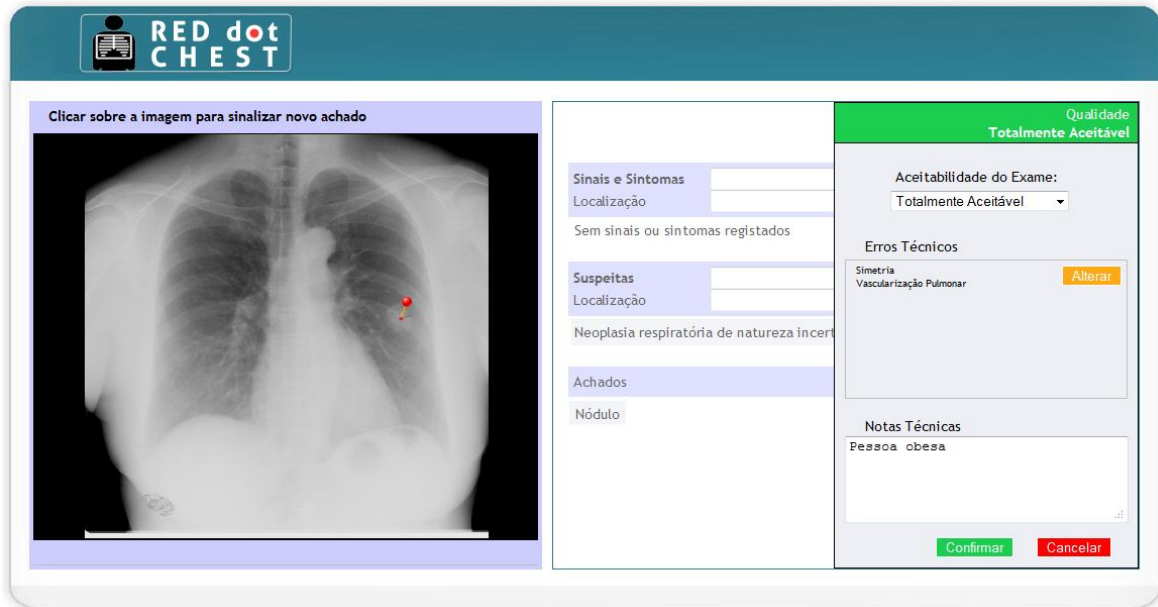 RED dot
CHEST
Clicar sobre a imagem para sinalizar novo achado
Sinais e Sintomas
Localização
Sem sinais ou sintomas registados
Suspeitas
Localização
Neoplasia respiratória de natureza incert
Achados
Nódulo
Qualidade
Totalmente Aceitável
Aceitabilidade do Exame:
Totalmente Aceitável
Erros Técnicos
Simetria
Vascularização Pulmonar
Alterar
Notas Técnicas
Pessoa obesa
Confirmar
Cancelar